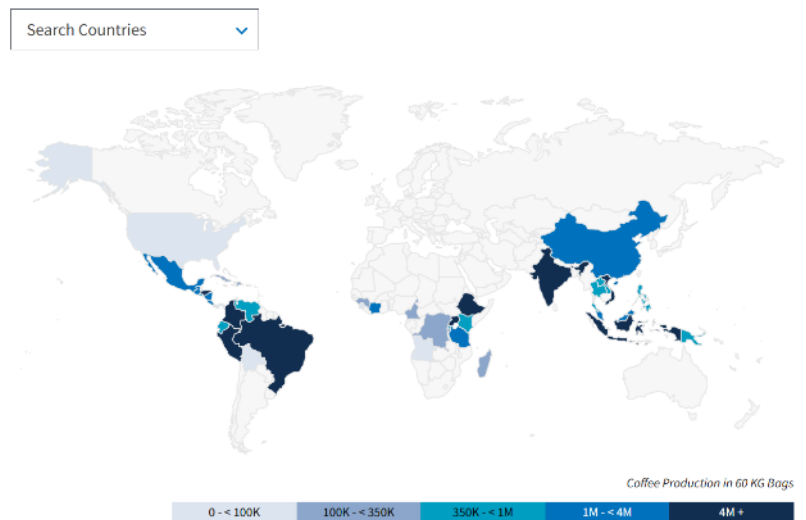 Search Countries
Coffee Production in 60 KG Bags
0 - < 100K
100K - < 350K
350K - < 1M
1M - < 4M
4M +